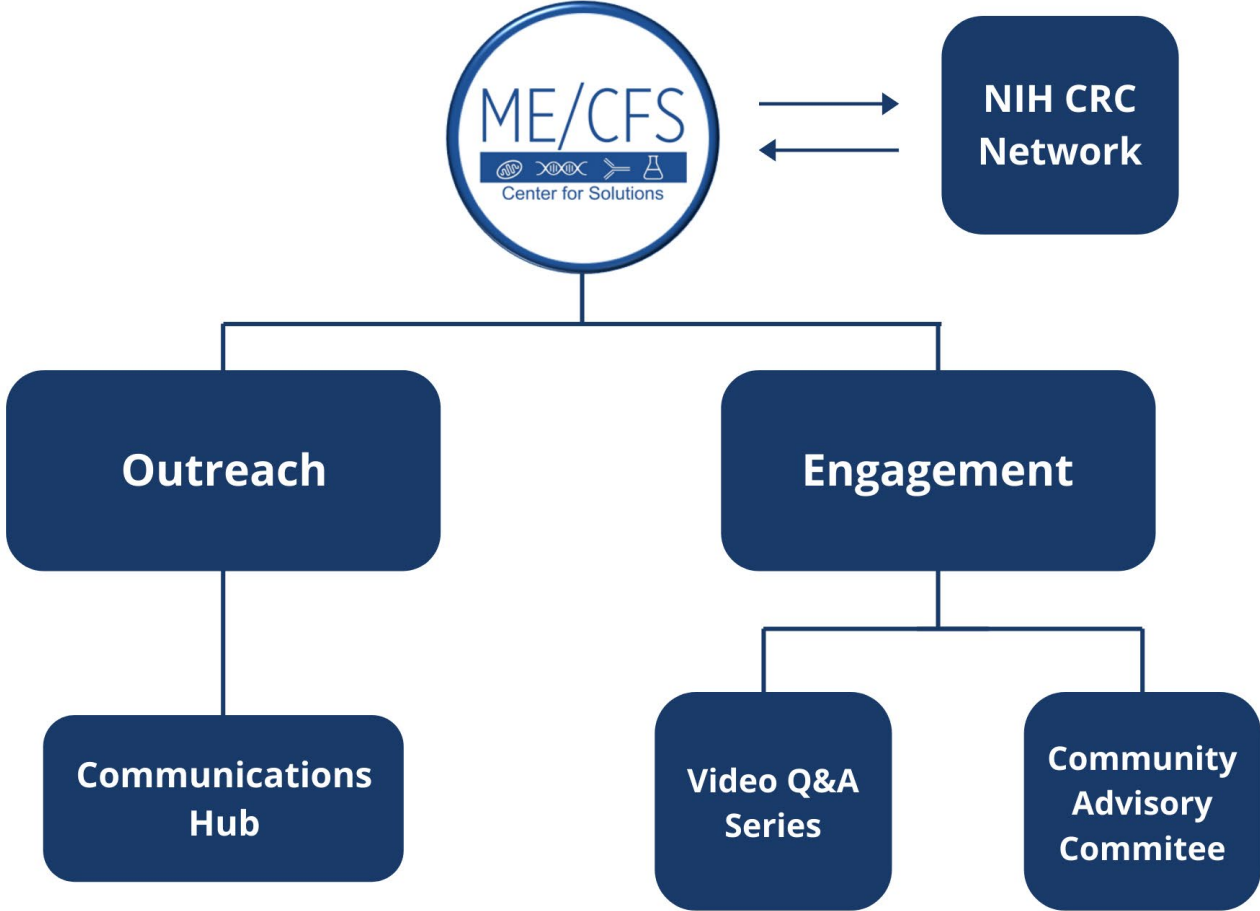 ME/CFS
Center for Solutions
NIH CRC
Network
Outreach
Engagement
Communications
Hub
Video Q&A
Series
Community
Advisory
Commitee